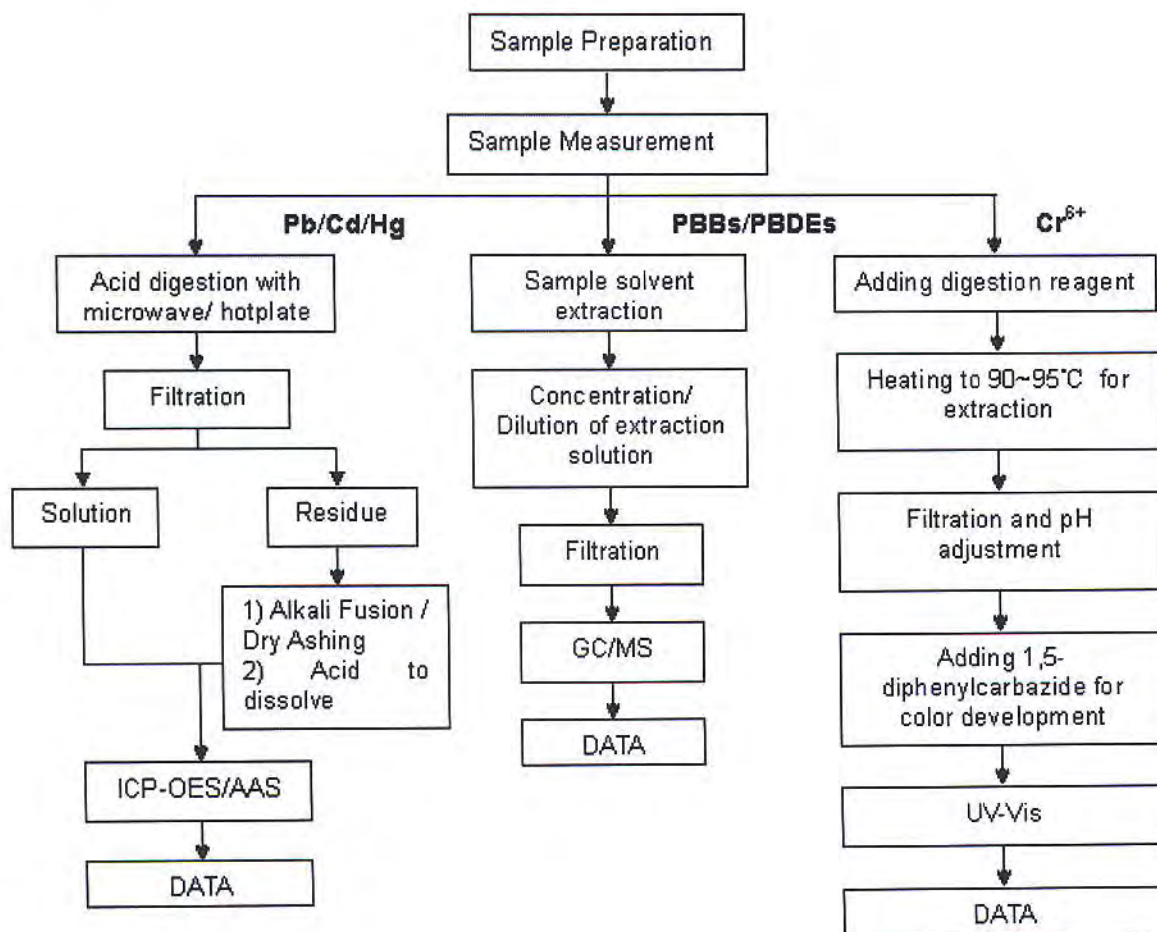 Sample Preparation
Sample Measurement
Pb/Cd/Hg
PBBs/PBDEs
Cr⁶⁺
Acid digestion with
microwave/ hotplate
Filtration
Solution
Residue
1) Alkali Fusion /
Dry Ashing
2) Acid to
dissolve
ICP-OES/AAS
DATA
Sample solvent
extraction
Concentration/
Dilution of extraction
solution
Filtration
GC/MS
DATA
Adding digestion reagent
Heating to 90~95°C for
extraction
Filtration and pH
adjustment
Adding 1,5-
diphenylcarbazide for
color development
UV-Vis
DATA